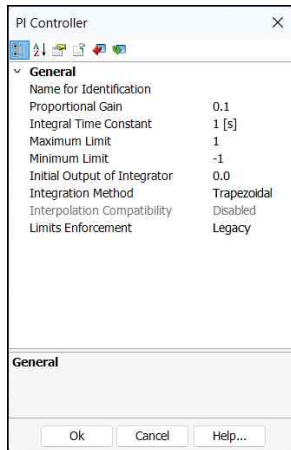 PI Controller
General
Name for Identification
Proportional Gain 0.1
Integral Time Constant 1 [s]
Maximum Limit 1
Minimum Limit -1
Initial Output of Integrator 0.0
Integration Method Trapezoidal
Interpolation Compatibility Disabled
Limits Enforcement Legacy
General
Ok Cancel Help...